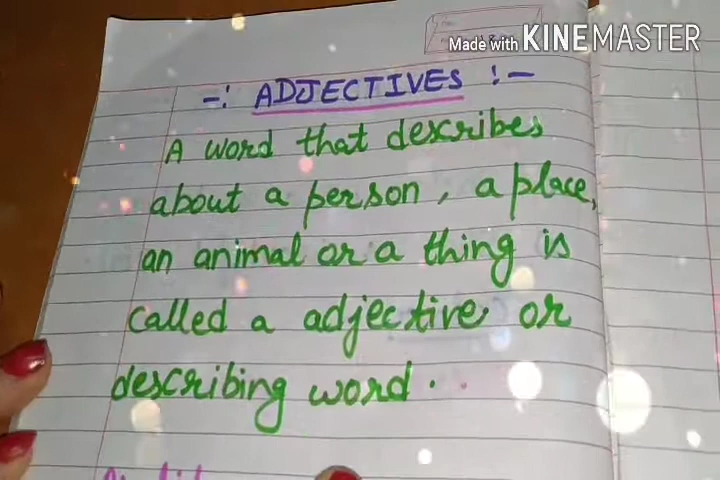 Made with KINEMASTER
-: ADJECTIVES :-
A word that describes
about a person, a place,
an animal or a thing is
called a adjective or
describing word.